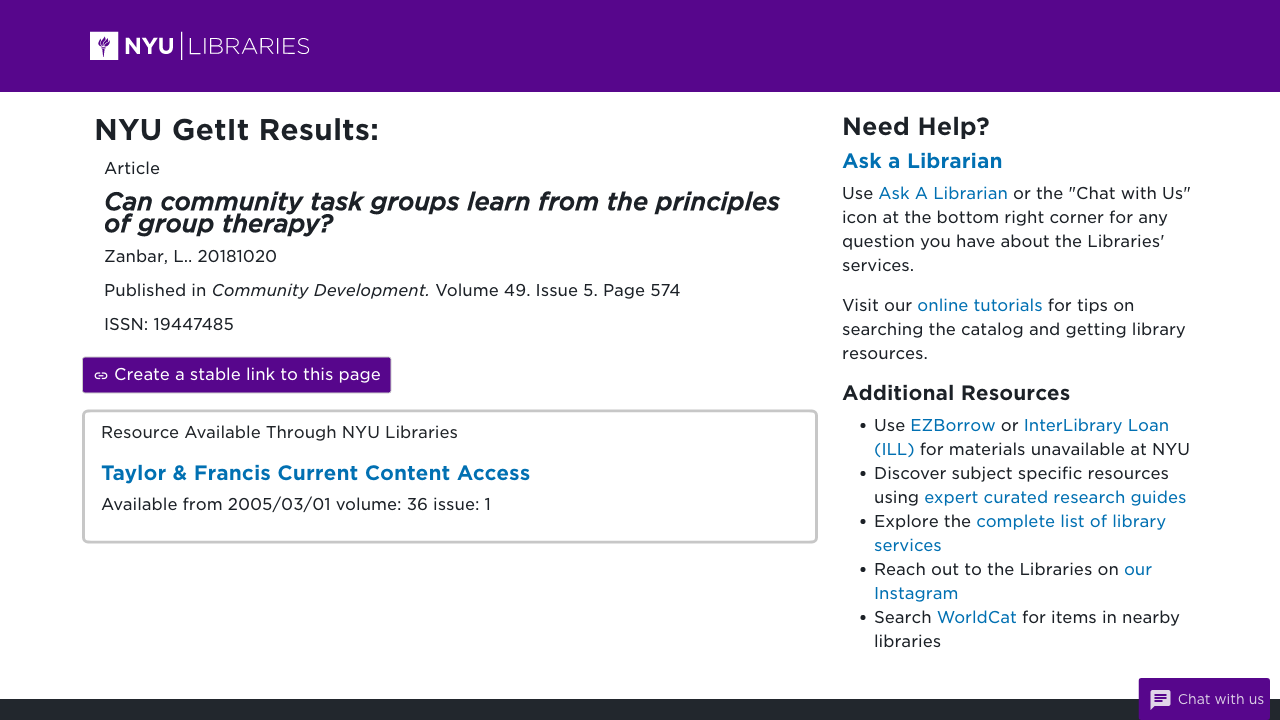 NYU LIBRARIES
NYU GetIt Results:
Article
Can community task groups learn from the principles
of group therapy?
Zanbar, L.. 20181020
Published in Community Development. Volume 49. Issue 5. Page 574
ISSN: 19447485
Create a stable link to this page
Resource Available Through NYU Libraries
Taylor & Francis Current Content Access
Available from 2005/03/01 volume: 36 issue: 1
Need Help?
Ask a Librarian
Use Ask A Librarian or the "Chat with Us"
icon at the bottom right corner for any
question you have about the Libraries'
services.
Visit our online tutorials for tips on
searching the catalog and getting library
resources.
Additional Resources
• Use EZBorrow or InterLibrary Loan
(ILL) for materials unavailable at NYU
• Discover subject specific resources
using expert curated research guides
• Explore the complete list of library
services
• Reach out to the Libraries on our
Instagram
• Search WorldCat for items in nearby
libraries
Chat with us